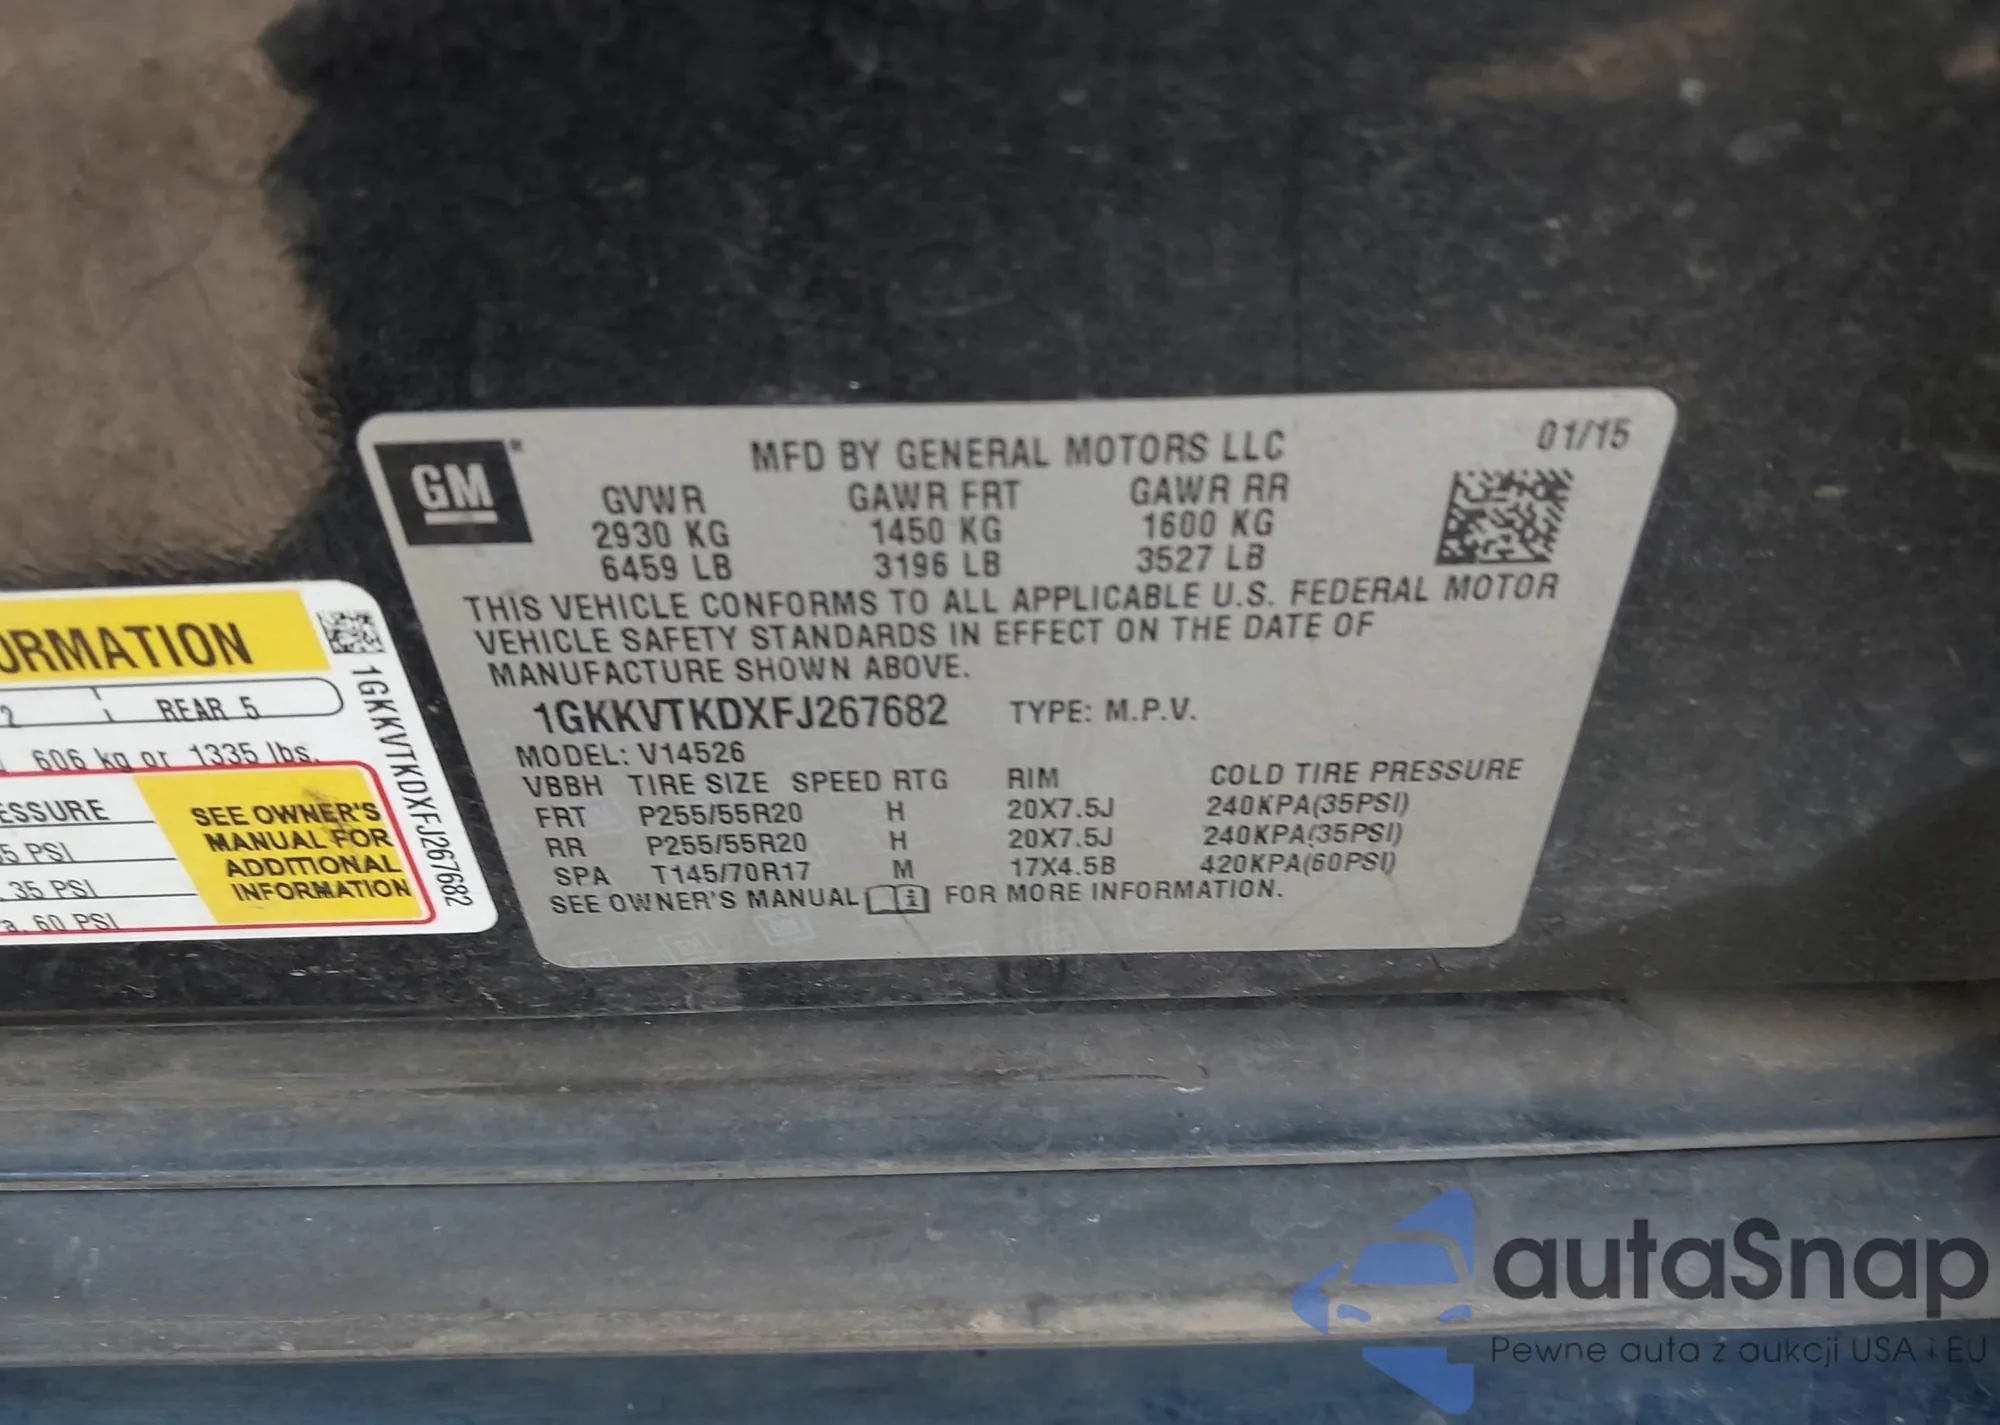 GM
MFD BY GENERAL MOTORS LLC
01/15
GVWR GAWR FRT GAWR RR
2930 KG 1450 KG 1600 KG
6459 LB 3196 LB 3527 LB
THIS VEHICLE CONFORMS TO ALL APPLICABLE U.S. FEDERAL MOTOR
VEHICLE SAFETY STANDARDS IN EFFECT ON THE DATE OF
MANUFACTURE SHOWN ABOVE.
1GKKVTKDXFJ267682 TYPE: M.P.V.
MODEL: V14526
VBBH TIRE SIZE SPEED RTG RIM COLD TIRE PRESSURE
FRT P255/55R20 H 20X7.5J 240KPA(35PSI)
RR P255/55R20 H 20X7.5J 240KPA(35PSI)
SPA T145/70R17 M 17X4.5B 420KPA(60PSI)
SEE OWNER'S MANUAL FOR MORE INFORMATION.
ORMATION
2 REAR 5
606 kg or 1335 lbs.
ESSURE
5 PSI
35 PSI
a, 60 PSI
SEE OWNER'S
MANUAL FOR
ADDITIONAL
INFORMATION
1GKKVTKDXFJ267682
autaSnap
Pewne auta z aukcji USA i EU